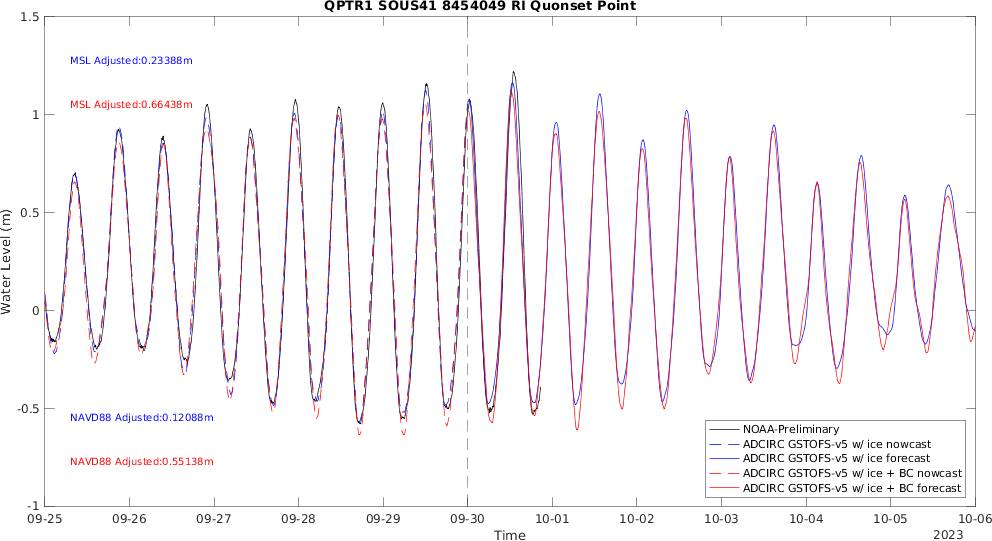 QPTR1 SOUS41 8454049 RI Quonset Point
1.5
1
0.5
0
-0.5
-1
Water Level (m)
MSL Adjusted:0.23388m
MSL Adjusted:0.66438m
NAVD88 Adjusted:0.12088m
NAVD88 Adjusted:0.55138m
NOAA-Preliminary
ADCIRC GSTOFS-v5 w/ ice nowcast
ADCIRC GSTOFS-v5 w/ ice forecast
ADCIRC GSTOFS-v5 w/ ice + BC nowcast
ADCIRC GSTOFS-v5 w/ ice + BC forecast
09-25 09-26 09-27 09-28 09-29 09-30 10-01 10-02 10-03 10-04 10-05 10-06
Time
2023